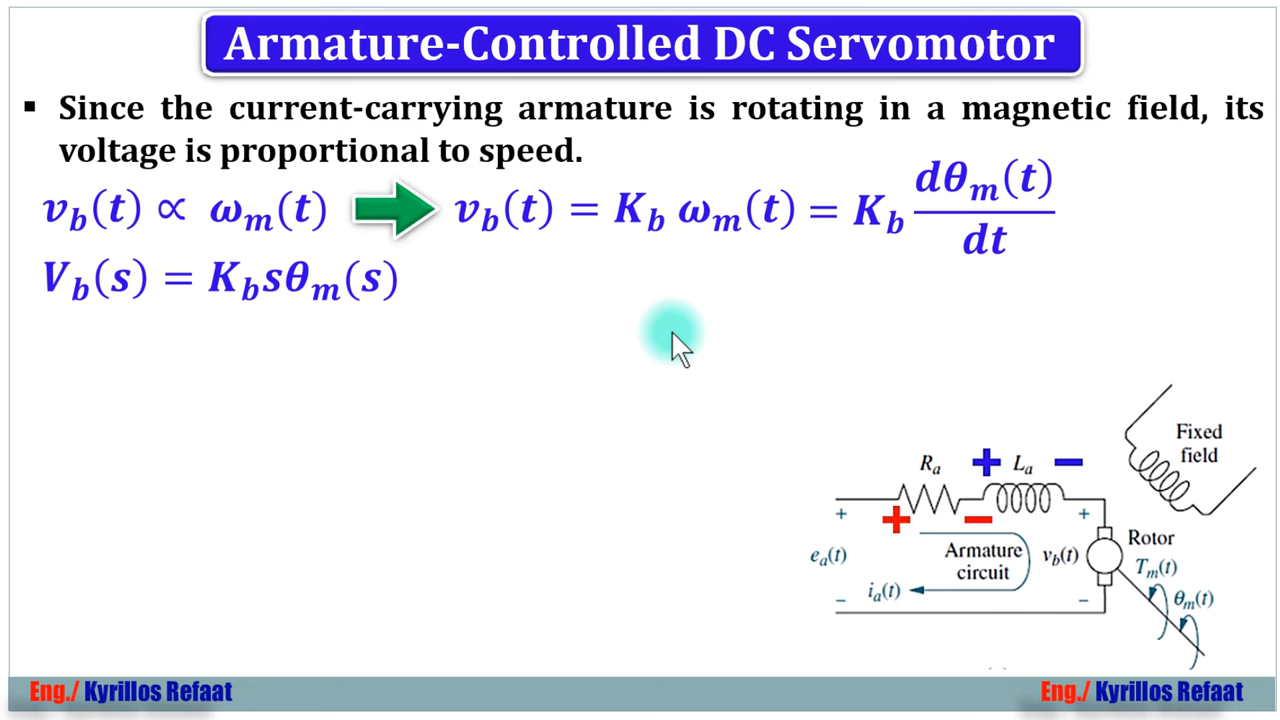 Armature-Controlled DC Servomotor
▪ Since the current-carrying armature is rotating in a magnetic field, its
voltage is proportional to speed.
v_b(t) ∝ ω_m(t) ➡ v_b(t) = K_b ω_m(t) = K_b dθ_m(t)/dt
V_b(s) = K_b sθ_m(s)
Fixed
field
R_a + L_a −
+ + − +
Rotor
e_a(t) Armature v_b(t) T_m(t)
circuit
i_a(t) θ_m(t)
− −
Eng./ Kyrillos Refaat Eng./ Kyrillos Refaat